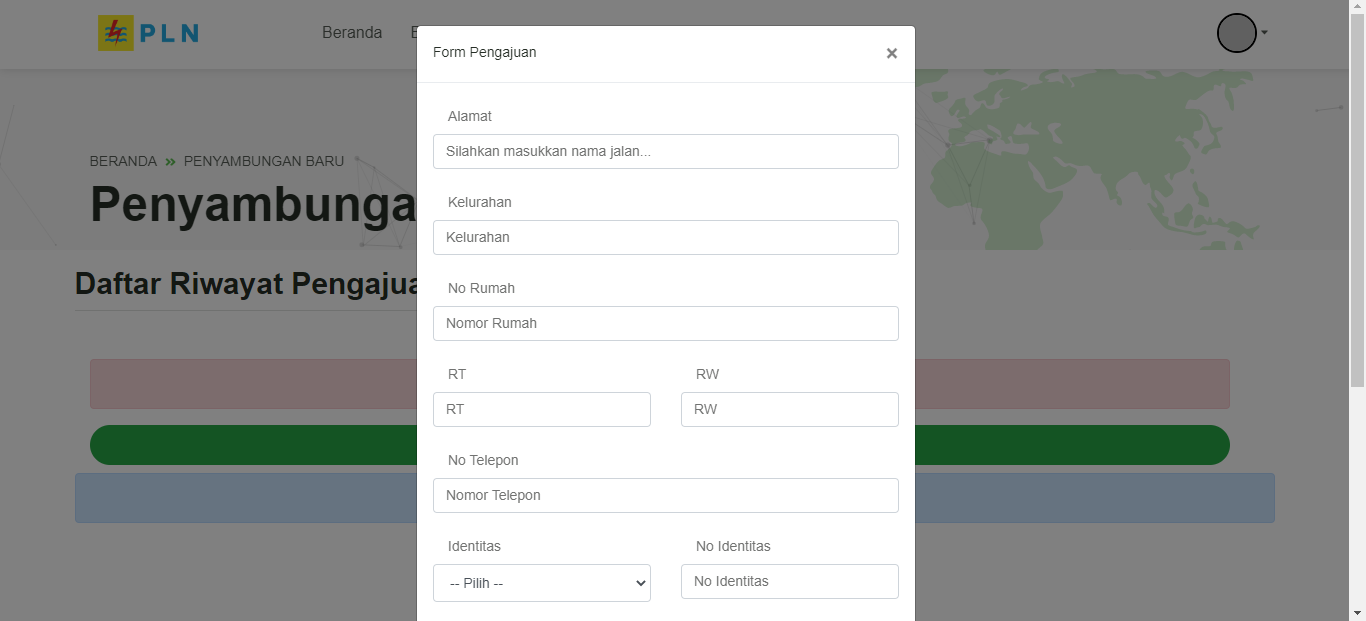 PLN
Beranda
Form Pengajuan
×
BERANDA » PENYAMBUNGAN BARU
Penyambunga
Daftar Riwayat Pengajua
Alamat
Silahkan masukkan nama jalan...
Kelurahan
Kelurahan
No Rumah
Nomor Rumah
RT RW
RT RW
No Telepon
Nomor Telepon
Identitas No Identitas
-- Pilih -- No Identitas